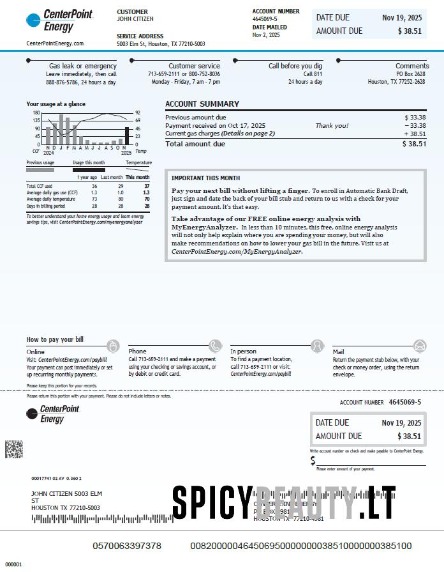 CenterPoint
Energy
CenterPoint Energy.com
CUSTOMER
JOHN CITIZEN
SERVICE ADDRESS
5003 Elm St, Houston, TX 77210-5003
ACCOUNT NUMBER
4645069-5
DATE MAILED
Nov 2, 2025
DATE DUE Nov 19, 2025
AMOUNT DUE $ 38.51
Gas leak or emergency
Leave immediately, then call
888-876-5786, 24 hours a day
Customer service
713-659-2111 or 800-752-8036
Monday - Friday, 7 am - 7 pm
Call before you dig
Call 811
24 hours a day
Comments
PO Box 2628
Houston, TX 77252-2628
Your usage at a glance
CCF
Temp
Previous usage Usage this month Temperature
1 year ago Last month This month
Total CCF used 36 29 37
Average daily gas use (CCF) 1.3 1.0 1.3
Average daily temperature 73 80 70
Days in billing period 28 28 28
To better understand your home energy usage and learn energy
savings tips, visit CenterPointEnergy.com/myenergyanalyzer
ACCOUNT SUMMARY
Previous amount due $ 33.38
Payment received on Oct 17, 2025 Thank you! - 33.38
Current gas charges (Details on page 2) + 38.51
Total amount due $ 38.51
IMPORTANT THIS MONTH
Pay your next bill without lifting a finger. To enroll in Automatic Bank Draft,
just sign and date the back of your bill stub and return to us with a check for your
payment amount. It's that easy.
Take advantage of our FREE online energy analysis with
MyEnergyAnalyzer. In less than 10 minutes, this free, online energy analysis
will not only help explain where you are spending your money, but will also
make recommendations on how to lower your gas bill in the future. Visit us at
CenterPointEnergy.com/MyEnergyAnalyzer.
How to pay your bill
Online
Visit CenterPointEnergy.com/paybill
Your payment can post immediately or set
up recurring monthly payments.
Phone
Call 713-659-2111 and make a payment
using your checking or savings account, or
by debit or credit card
In person
To find a payment location,
call 713-659-2111 or visit
CenterPointEnergy.com/paybill
Mail
Return the payment stub below, with your
check or money order, using the return
envelope.
Please keep this portion for your records.
Please return this portion with your payment. Please do not include letters or notes.
CenterPoint
Energy
ACCOUNT NUMBER 4645069-5
DATE DUE Nov 19, 2025
AMOUNT DUE $ 38.51
Write account number on check and make payable to CenterPoint Energy.
$
Please enter amount of your payment.
JOHN CITIZEN 5003 ELM
ST
HOUSTON TX 77210-5003
SPICYBEAUTY.LT
HOUSTON TX 77210-4981
0570063397378 008200000464506950000000038510000000385100
000001